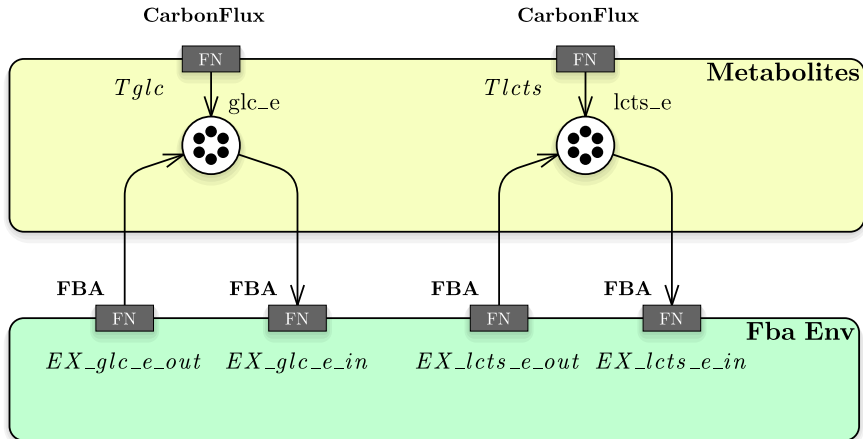 CarbonFlux CarbonFlux
FN FN
Metabolites
Tglc Tlcts
glc_e lcts_e
FBA FBA FBA FBA
FN FN FN FN
Fba Env
EX_glc_e_out EX_glc_e_in EX_lcts_e_out EX_lcts_e_in